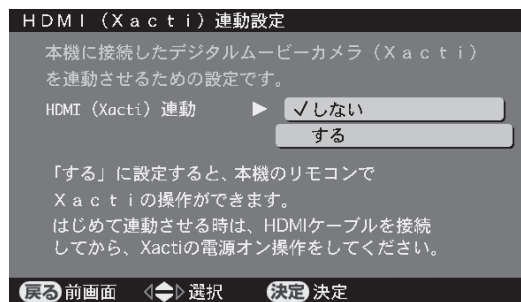 HDMI（Xacti）連動設定
本機に接続したデジタルムービーカメラ（Xacti）
を連動させるための設定です。
HDMI（Xacti）連動 ▶ ✓しない
する
「する」に設定すると、本機のリモコンで
Xactiの操作ができます。
はじめて連動させる時は、HDMIケーブルを接続
してから、Xactiの電源オン操作をしてください。
戻る 前画面 選択 決定 決定